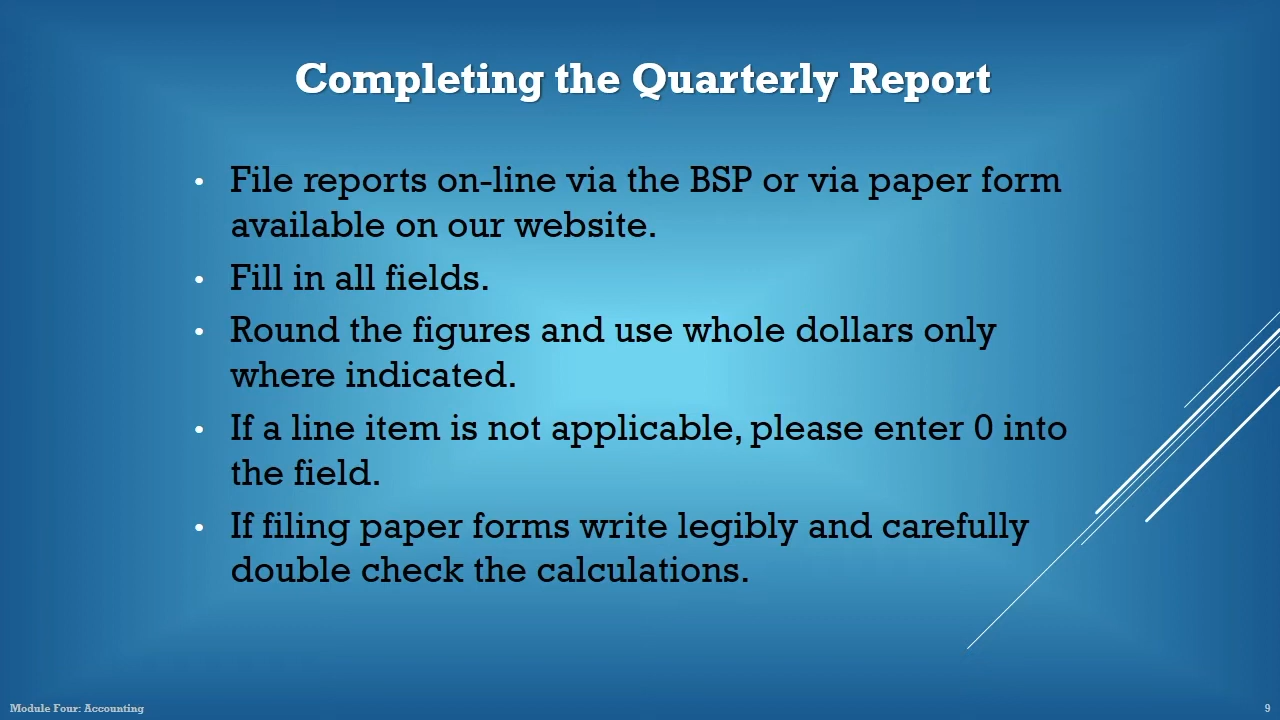 Completing the Quarterly Report
• File reports on-line via the BSP or via paper form
available on our website.
• Fill in all fields.
• Round the figures and use whole dollars only
where indicated.
• If a line item is not applicable, please enter 0 into
the field.
• If filing paper forms write legibly and carefully
double check the calculations.
Module Four: Accounting
9